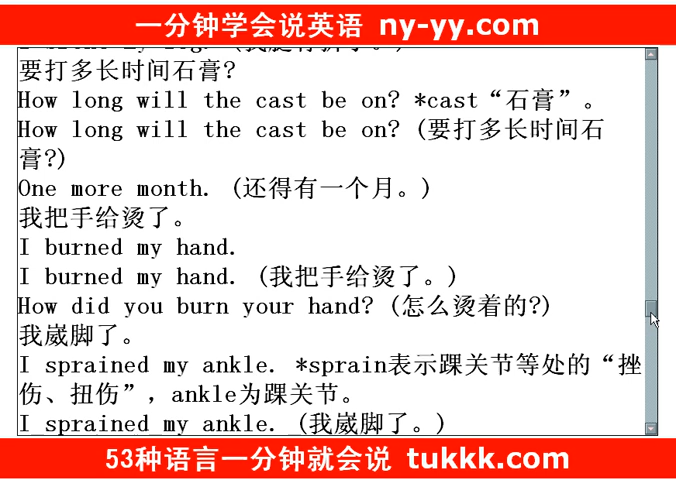 一分钟学会说英语 ny-yy.com
要打多长时间石膏?
How long will the cast be on? *cast“石膏”。
How long will the cast be on? (要打多长时间石
膏?)
One more month. (还得有一个月。)
我把手给烫了。
I burned my hand.
I burned my hand. (我把手给烫了。)
How did you burn your hand? (怎么烫着的?)
我崴脚了。
I sprained my ankle. *sprain表示踝关节等处的“挫
伤、扭伤”，ankle为踝关节。
I sprained my ankle. (我崴脚了。)
53种语言一分钟就会说 tukkk.com